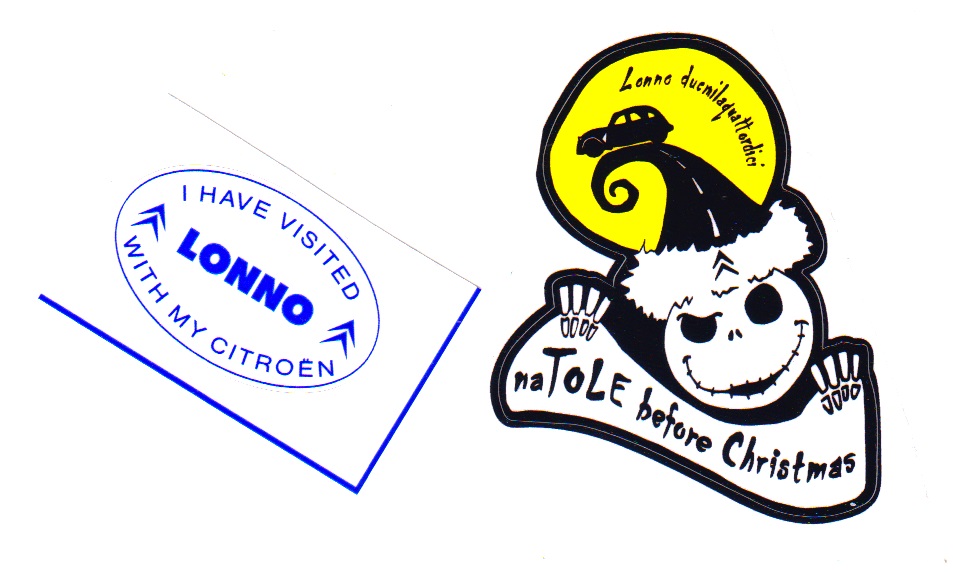 I HAVE VISITED
LONNO
WITH MY CITROËN
Lonno duemilaquattordici
naTOLE before Christmas